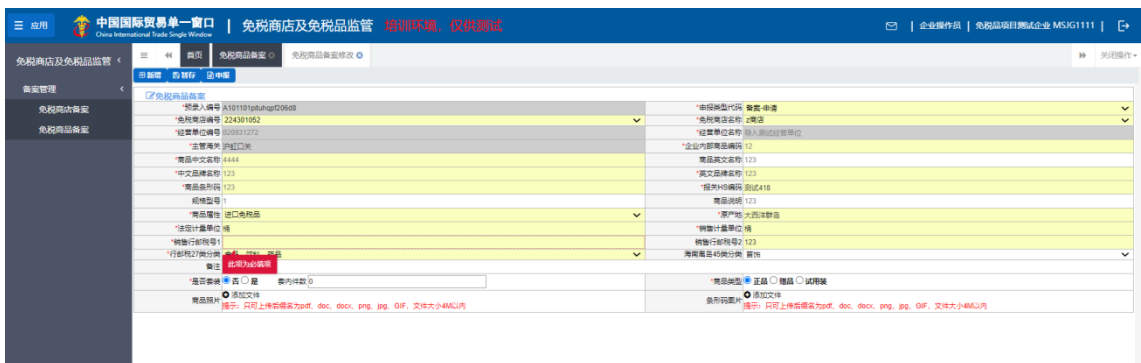 应用 中国国际贸易单一窗口 | 免税商店及免税品监管 培训环境，仅供测试 | 企业操作员 | 免税品项目测试企业 MSJG1111 |
China International Trade Single Window
免税商店及免税品监管 首页 免税商品备案 免税商品备案修改 关闭操作
新增 暂存 申报
备案管理
免税商店备案
免税商品备案
免税商品备案
*预录入编号 A101101pituhqpf206d8 *申报类型代码 备案-申请
*免税商店编号 224301052 *免税商店名称 z商店
*经营单位编号 020831272 *经营单位名称 导入测试经营单位
*主管海关 沪虹口关 *企业内部商品编码 12
*商品中文名称 4444 商品英文名称 123
*中文品牌名称 123 *英文品牌名称 123
*商品条形码 123 *报关HS编码 测试418
规格型号 1 商品说明 123
*商品属性 进口免税品 *原产地 大西洋群岛
*法定计量单位 桶 *销售计量单位 桶
*销售行邮税号1 销售行邮税号2 123
*行邮税27类分类 海南离岛45类分类 首饰
备注 此项为必填项
*是否套装 否 是 套内件数 0 *商品类型 正品 赠品 试用装
商品照片 添加文件 条形码图片 添加文件
提示：只可上传后缀名为pdf、doc、docx、png、jpg、GIF，文件大小4M以内 提示：只可上传后缀名为pdf、doc、docx、png、jpg、GIF，文件大小4M以内